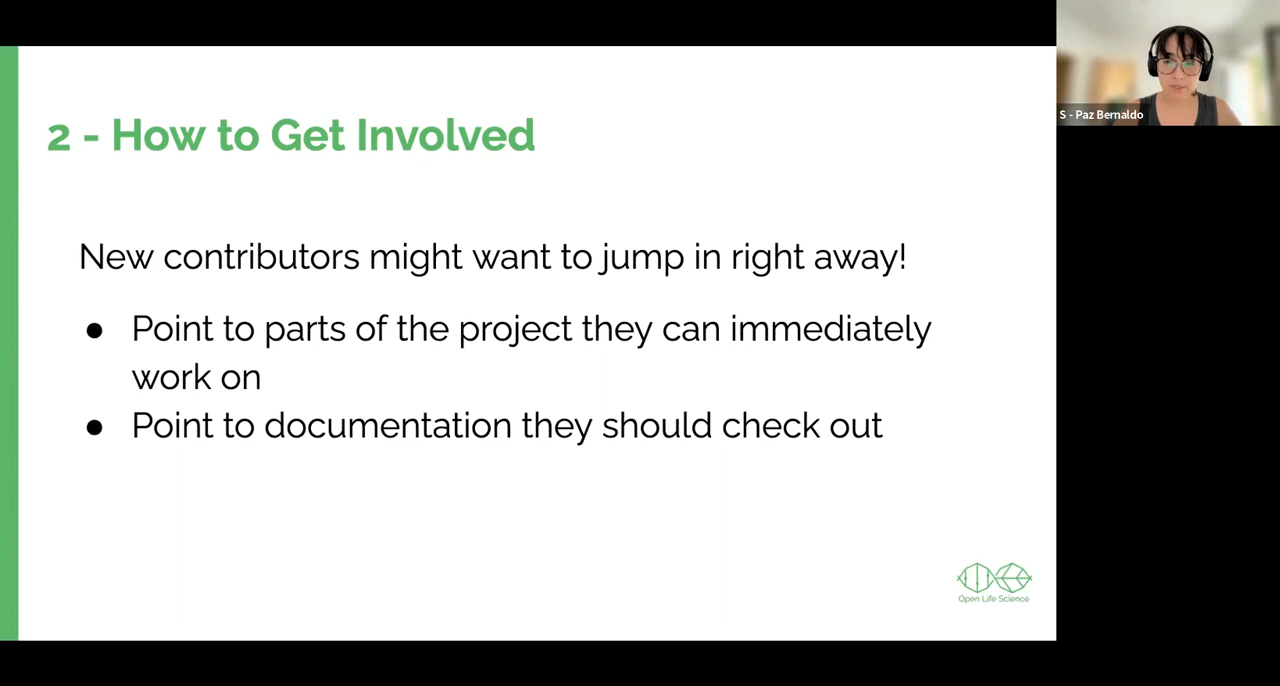 2 - How to Get Involved
New contributors might want to jump in right away!
● Point to parts of the project they can immediately
work on
● Point to documentation they should check out
Open Life Science
S - Paz Bernaldo